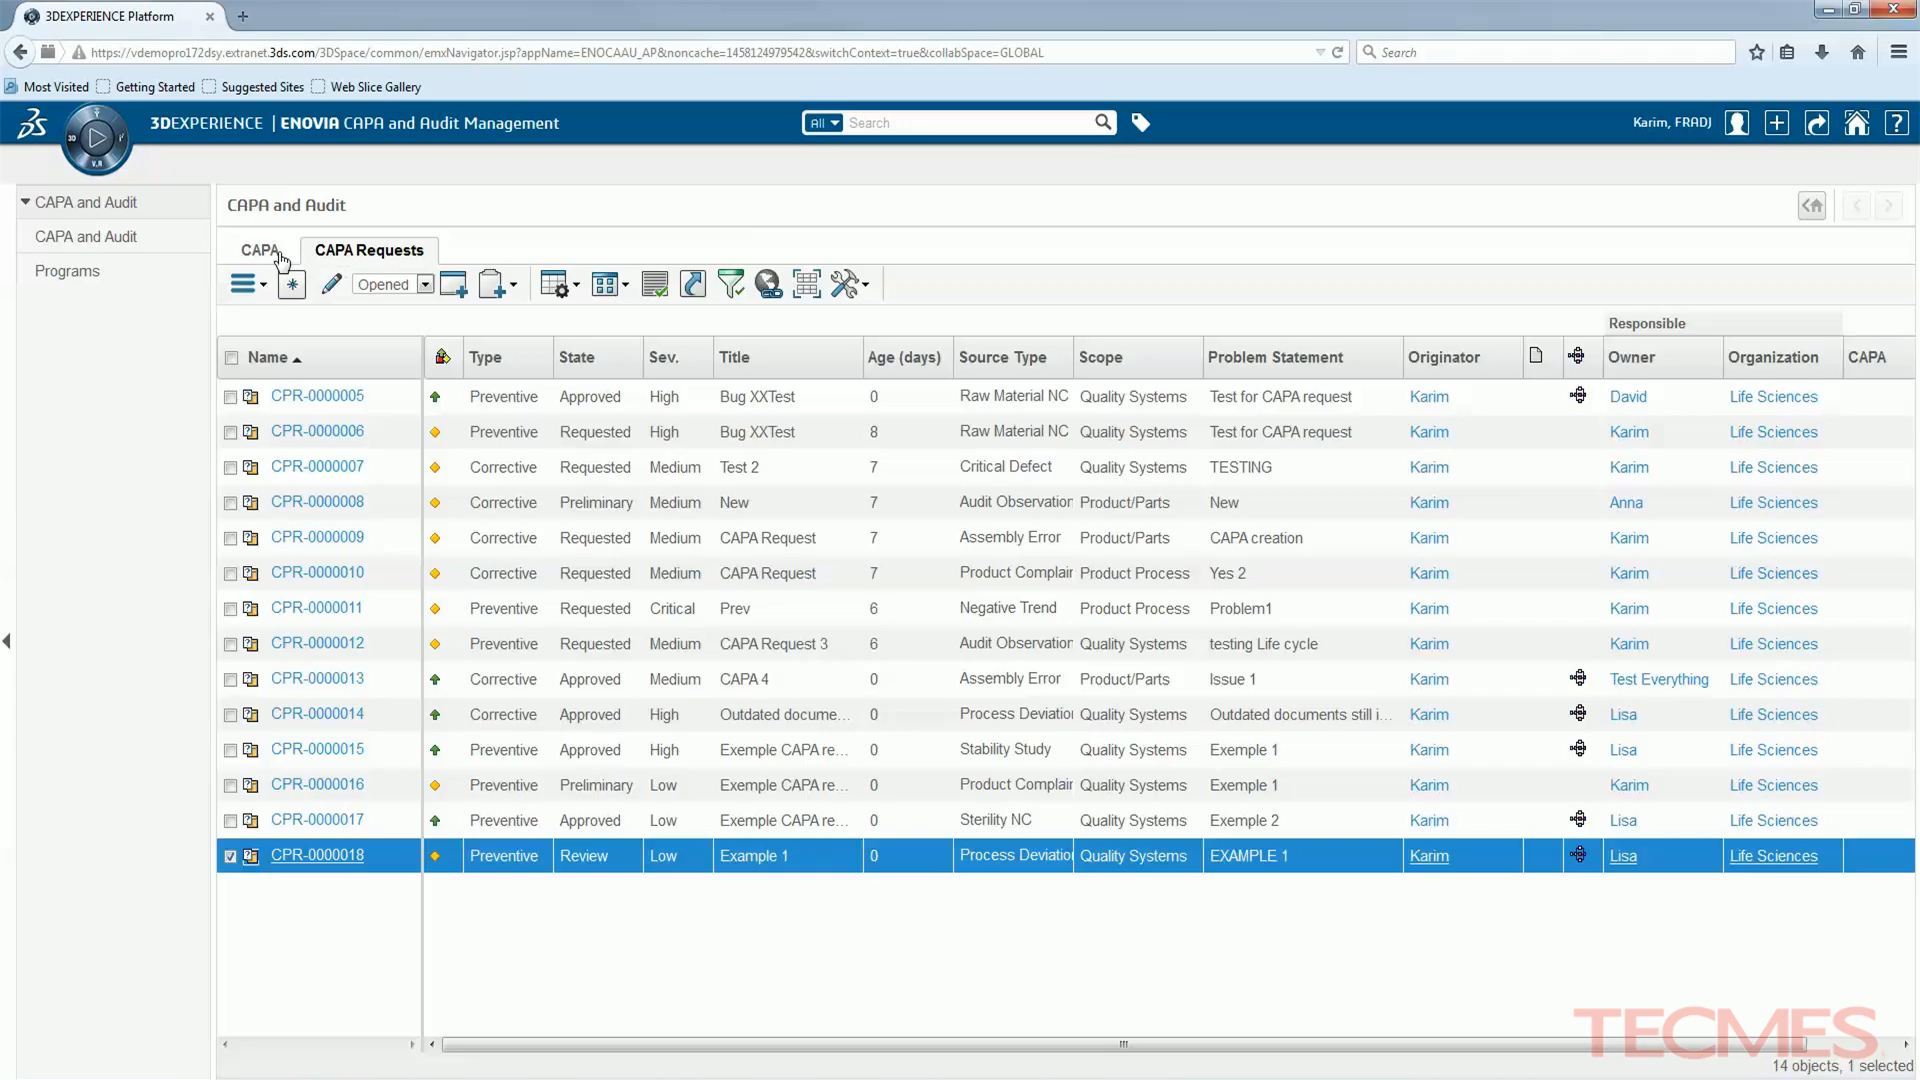 3DEXPERIENCE Platform
https://vdemopro172dsy.extranet.3ds.com/3DSpace/common/emxNavigator.jsp?appName=ENOCAAU_AP&noncache=1458124979542&switchContext=true&collabSpace=GLOBAL
Search
Most Visited Getting Started Suggested Sites Web Slice Gallery
3DEXPERIENCE | ENOVIA CAPA and Audit Management
All Search
Karim, FRADJ
3D V.R
CAPA and Audit
CAPA and Audit
Programs
CAPA and Audit
CAPA CAPA Requests
Opened
Responsible
Name Type State Sev. Title Age (days) Source Type Scope Problem Statement Originator Owner Organization CAPA
CPR-0000005 Preventive Approved High Bug XXTest 0 Raw Material NC Quality Systems Test for CAPA request Karim David Life Sciences
CPR-0000006 Preventive Requested High Bug XXTest 8 Raw Material NC Quality Systems Test for CAPA request Karim Karim Life Sciences
CPR-0000007 Corrective Requested Medium Test 2 7 Critical Defect Quality Systems TESTING Karim Karim Life Sciences
CPR-0000008 Corrective Preliminary Medium New 7 Audit Observation Product/Parts New Karim Anna Life Sciences
CPR-0000009 Corrective Requested Medium CAPA Request 7 Assembly Error Product/Parts CAPA creation Karim Karim Life Sciences
CPR-0000010 Corrective Requested Medium CAPA Request 7 Product Complair Product Process Yes 2 Karim Karim Life Sciences
CPR-0000011 Preventive Requested Critical Prev 6 Negative Trend Product Process Problem1 Karim Karim Life Sciences
CPR-0000012 Preventive Requested Medium CAPA Request 3 6 Audit Observation Quality Systems testing Life cycle Karim Karim Life Sciences
CPR-0000013 Corrective Approved Medium CAPA 4 0 Assembly Error Product/Parts Issue 1 Karim Test Everything Life Sciences
CPR-0000014 Corrective Approved High Outdated docume... 0 Process Deviatior Quality Systems Outdated documents still i... Karim Lisa Life Sciences
CPR-0000015 Preventive Approved High Exemple CAPA re... 0 Stability Study Quality Systems Exemple 1 Karim Lisa Life Sciences
CPR-0000016 Preventive Preliminary Low Exemple CAPA re... 0 Product Complair Quality Systems Exemple 1 Karim Karim Life Sciences
CPR-0000017 Preventive Approved Low Exemple CAPA re... 0 Sterility NC Quality Systems Exemple 2 Karim Lisa Life Sciences
CPR-0000018 Preventive Review Low Example 1 0 Process Deviatior Quality Systems EXAMPLE 1 Karim Lisa Life Sciences
TECMES
14 objects, 1 selected